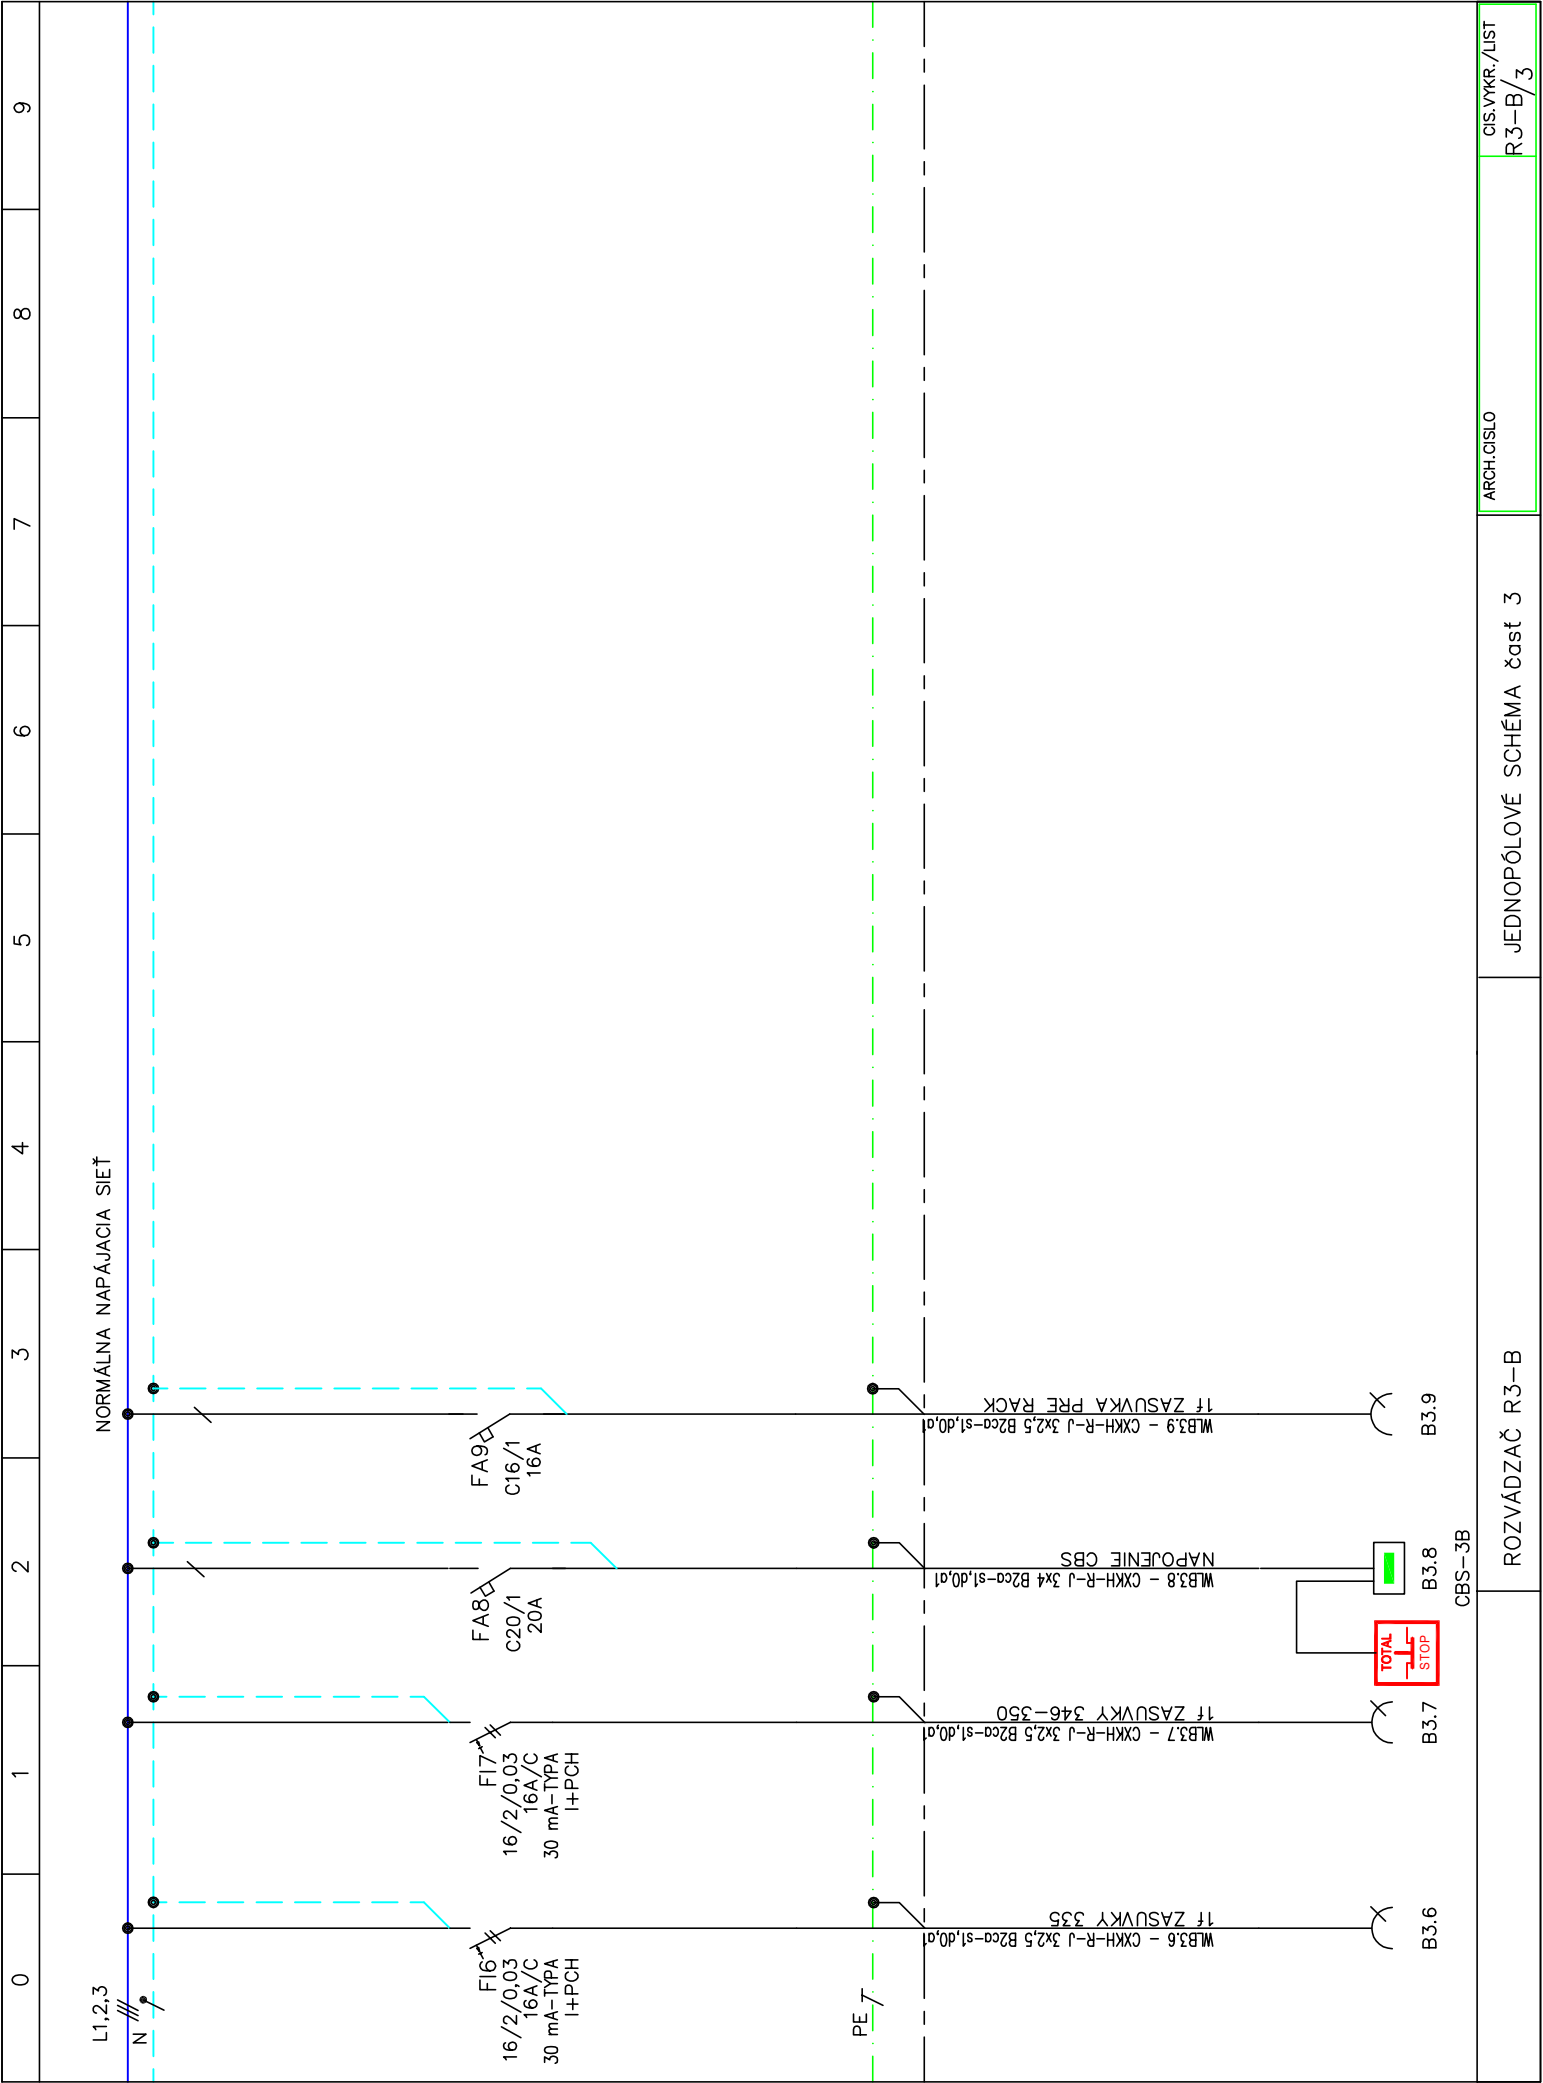 0 1 2 3 4 5 6 7 8 9
NORMÁLNA NAPÁJACIA SIEŤ
L1,2,3
N
FI6
16/2/0,03
16A/C
30 mA-TYPA
I+PCH
FI7
16/2/0,03
16A/C
30 mA-TYPA
I+PCH
FA8
C20/1
20A
FA9
C16/1
16A
PE
1f ZASUVKY 335
WLB3.6 - CXKH-R-J 3x2,5 B2ca-s1,d0,a1
1f ZASUVKY 346-350
WLB3.7 - CXKH-R-J 3x2,5 B2ca-s1,d0,a1
NAPOJENIE CBS
WLB3.8 - CXKH-R-J 3x4 B2ca-s1,d0,a1
1f ZASUVKA PRE RACK
WLB3.9 - CXKH-R-J 3x2,5 B2ca-s1,d0,a1
TOTAL
STOP
B3.6
B3.7
B3.8
CBS-3B
B3.9
ROZVÁDZAČ R3-B
JEDNOPÓLOVÉ SCHÉMA časť 3
ARCH.CISLO
CIS.VYKR./LIST
R3-B/3